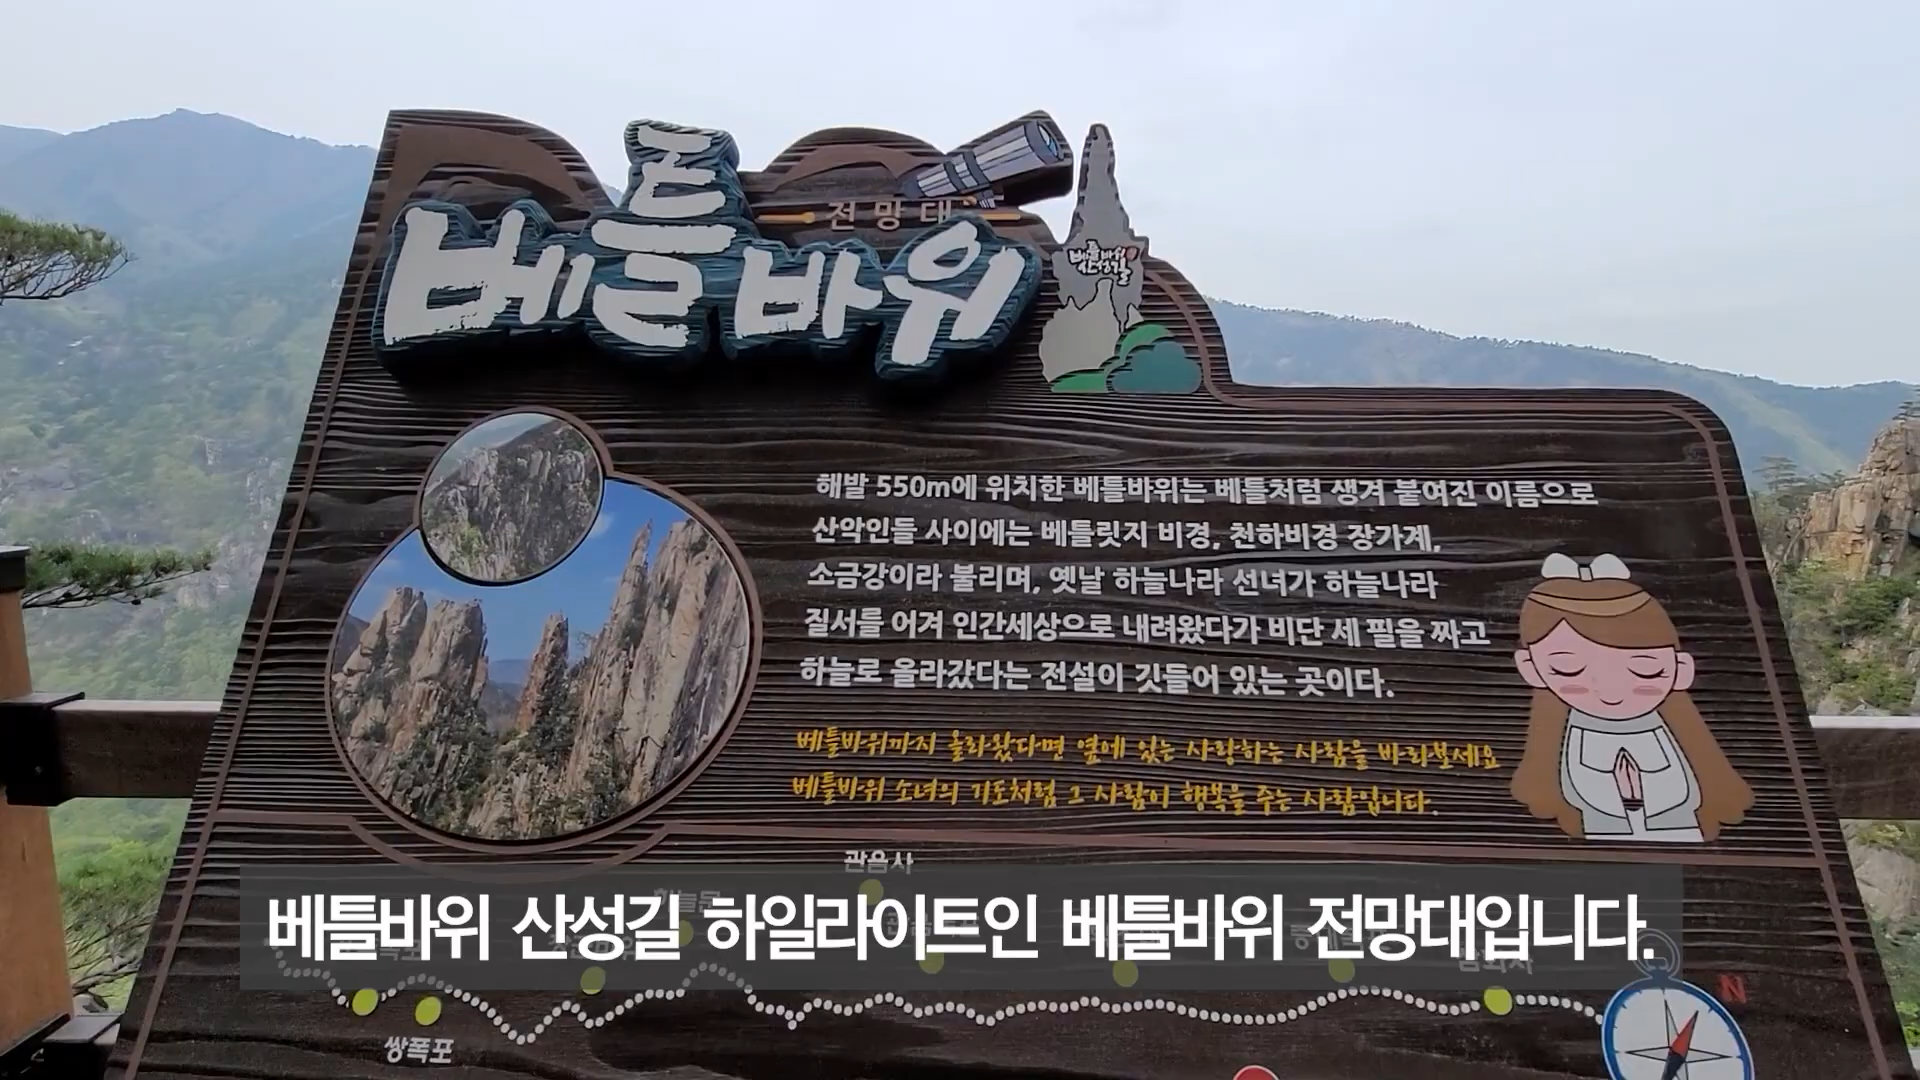 전망대
베틀바위
베틀바위
산성길
해발 550m에 위치한 베틀바위는 베틀처럼 생겨 붙여진 이름으로
산악인들 사이에는 베틀릿지 비경, 천하비경 장가계,
소금강이라 불리며, 옛날 하늘나라 선녀가 하늘나라
질서를 어겨 인간세상으로 내려왔다가 비단 세 필을 짜고
하늘로 올라갔다는 전설이 깃들어 있는 곳이다.
베틀바위까지 올라왔다면 옆에 있는 사랑하는 사람을 바라보세요
베틀바위 소녀의 기도처럼 그 사람이 행복을 주는 사람입니다.
관음사
베틀바위 산성길 하일라이트인 베틀바위 전망대입니다.
N
쌍폭포